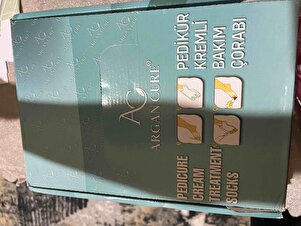 AC
ARGAN CURE®
PEDİKÜR
KREMLİ
BAKIM
ÇORABI
PEDICURE
CREAM
TREATMENT
SOCKS